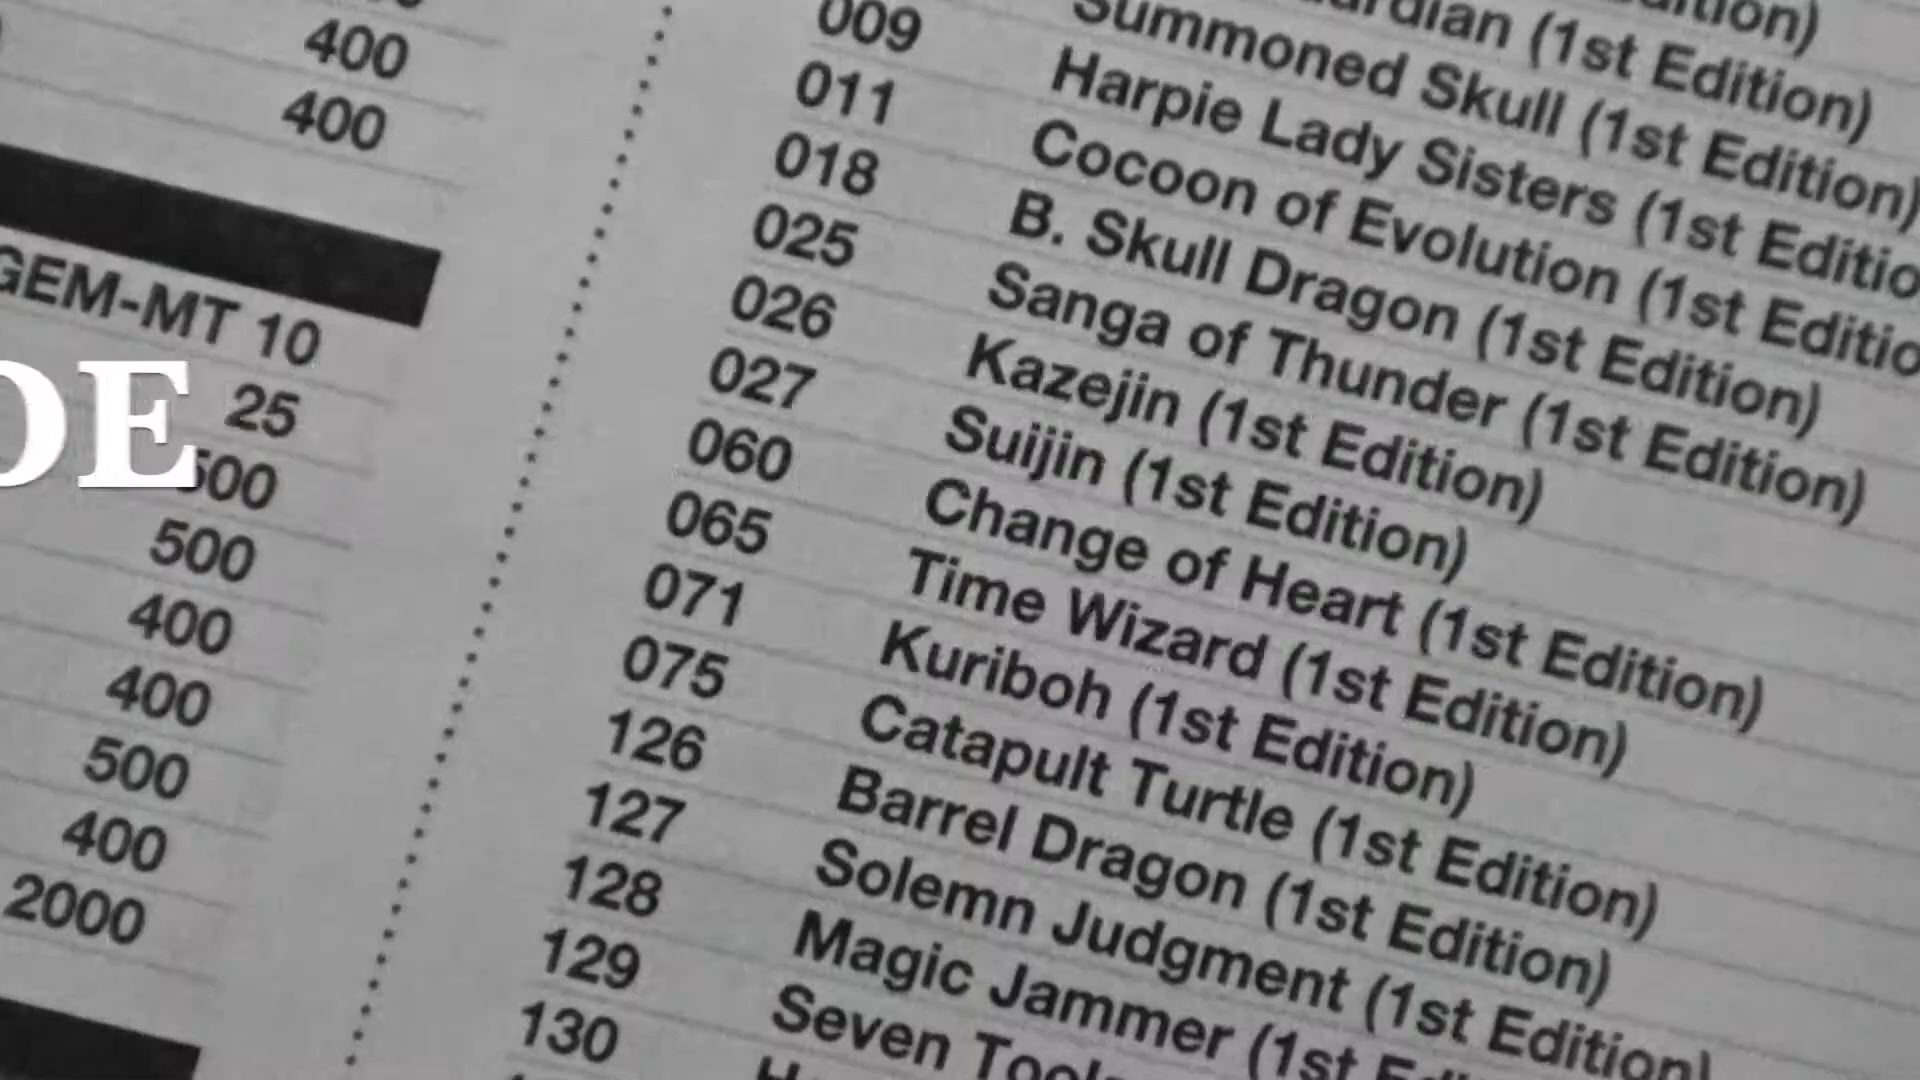 400
400
GEM-MT 10
25
500
500
400
400
500
400
2000
(1st Edition)
Summoned Skull (1st Edition)
009 Harpie Lady Sisters (1st Editio
011 Cocoon of Evolution (1st Editio
018 B. Skull Dragon (1st Edition)
025 Sanga of Thunder (1st Edition)
026 Kazejin (1st Edition)
027 Suijin (1st Edition)
060 Change of Heart (1st Edition)
065 Time Wizard (1st Edition)
071 Kuriboh (1st Edition)
075 Catapult Turtle (1st Edition)
126 Barrel Dragon (1st Edition)
127 Solemn Judgment (1st Edition)
128 Magic Jammer (1st Edi
129 Seven Tools
130